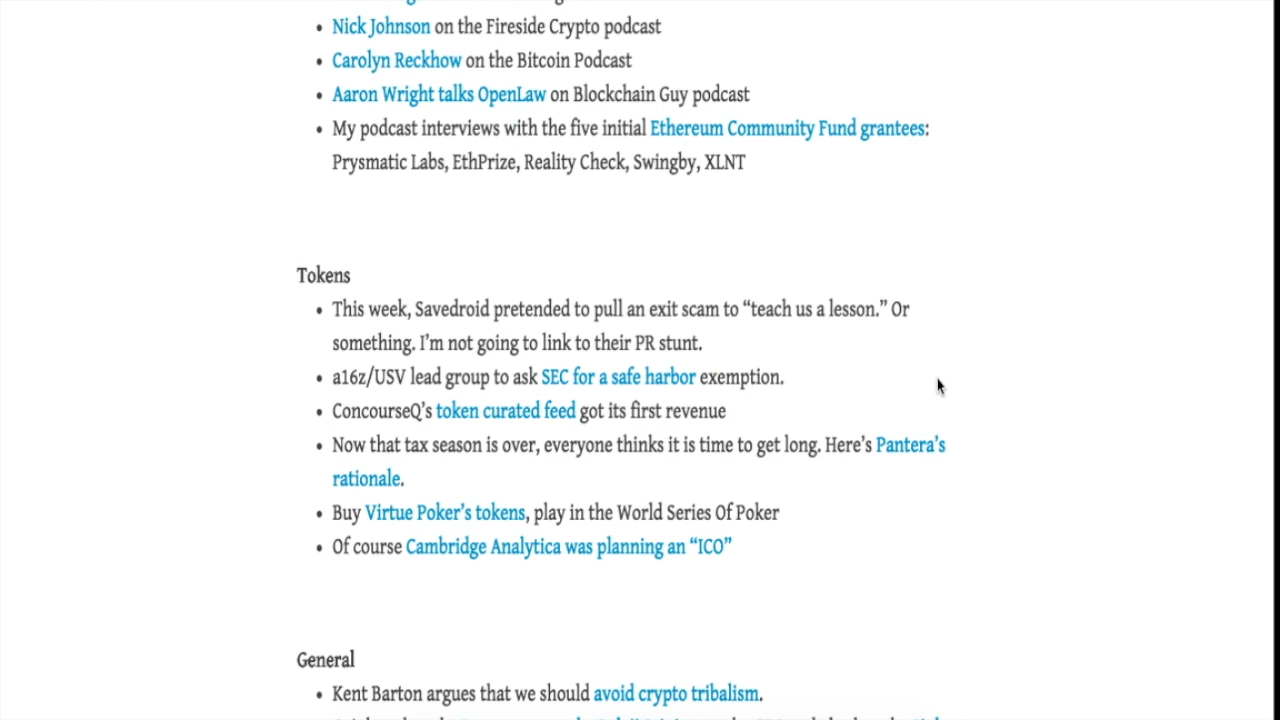 • Nick Johnson on the Fireside Crypto podcast
• Carolyn Reckhow on the Bitcoin Podcast
• Aaron Wright talks OpenLaw on Blockchain Guy podcast
• My podcast interviews with the five initial Ethereum Community Fund grantees:
Prysmatic Labs, EthPrize, Reality Check, Swingby, XLNT
Tokens
• This week, Savedroid pretended to pull an exit scam to “teach us a lesson.” Or
something. I’m not going to link to their PR stunt.
• a16z/USV lead group to ask SEC for a safe harbor exemption.
• ConcourseQ’s token curated feed got its first revenue
• Now that tax season is over, everyone thinks it is time to get long. Here’s Pantera’s
rationale.
• Buy Virtue Poker’s tokens, play in the World Series Of Poker
• Of course Cambridge Analytica was planning an “ICO”
General
• Kent Barton argues that we should avoid crypto tribalism.